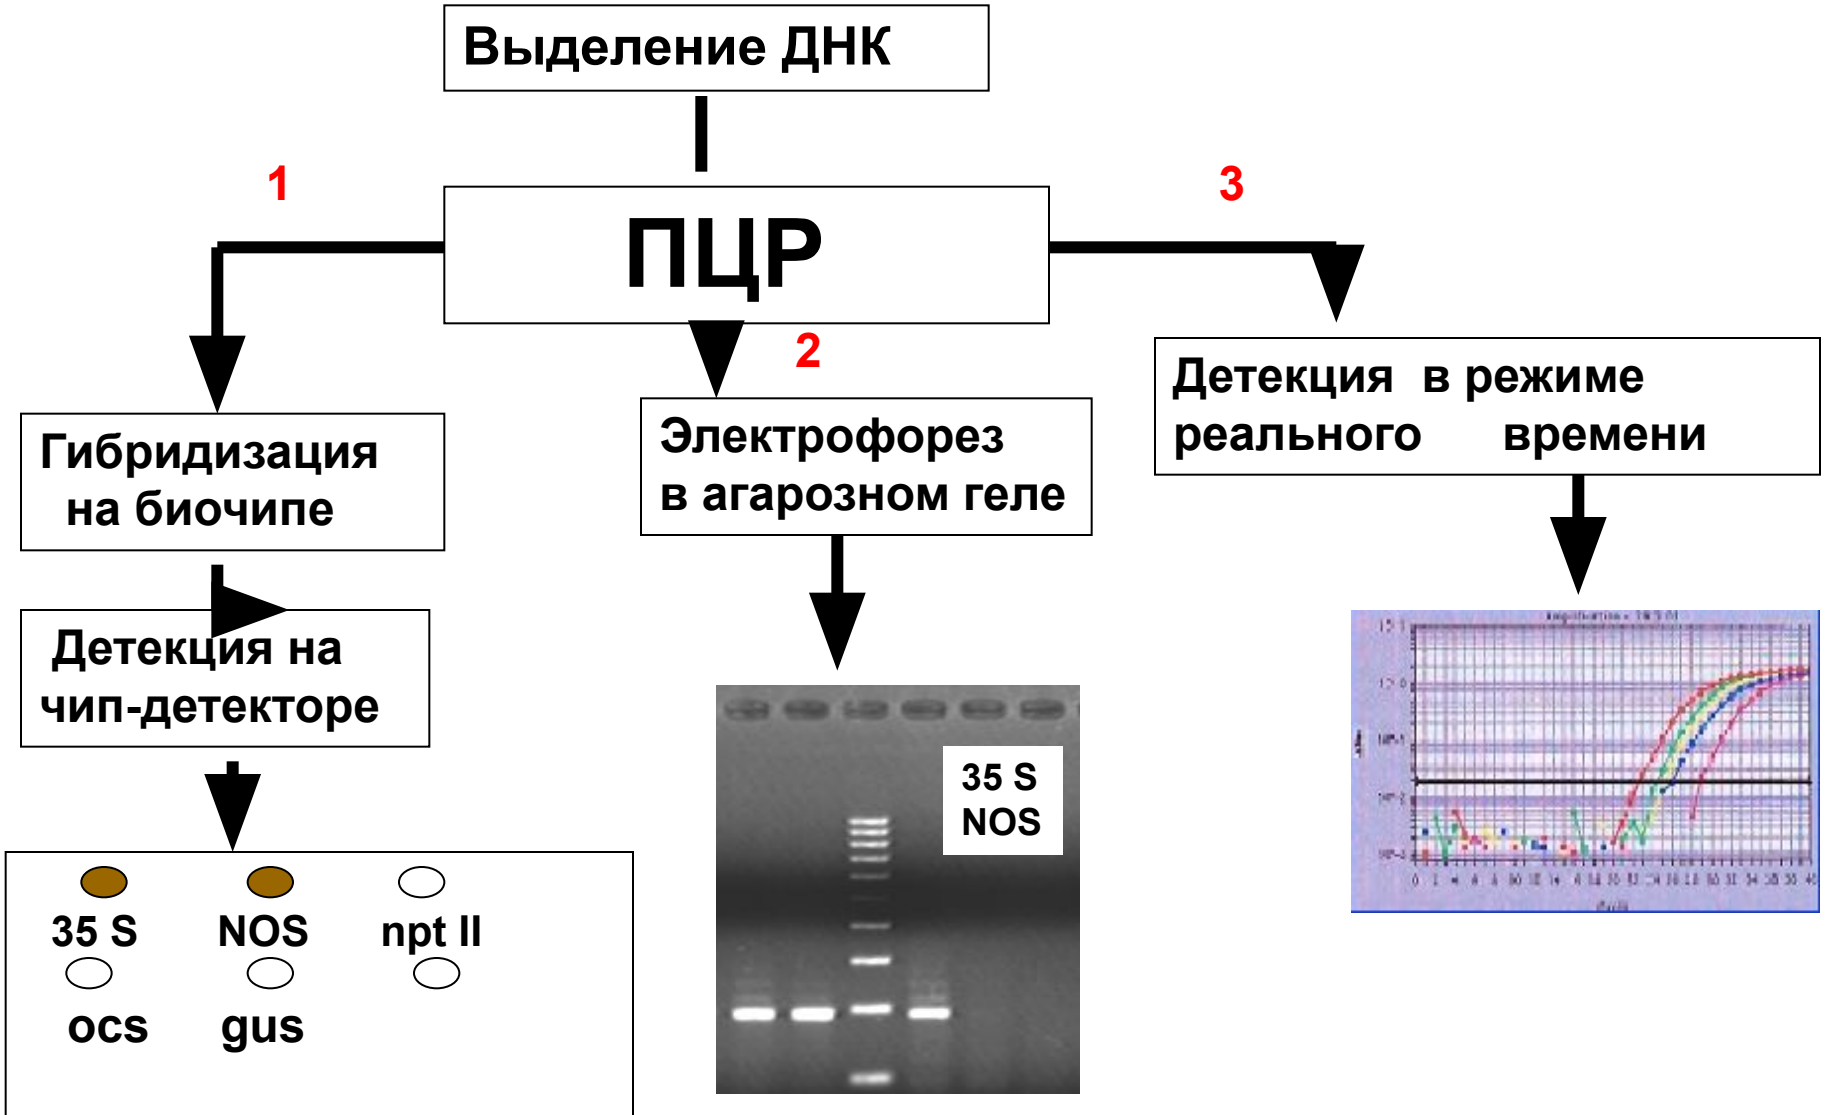 Выделение ДНК
1
3
ПЦР
2
Детекция в режиме
реального времени
Гибридизация
на биочипе
Электрофорез
в агарозном геле
Детекция на
чип-детекторе
35 S
NOS
35 S NOS npt II
ocs gus